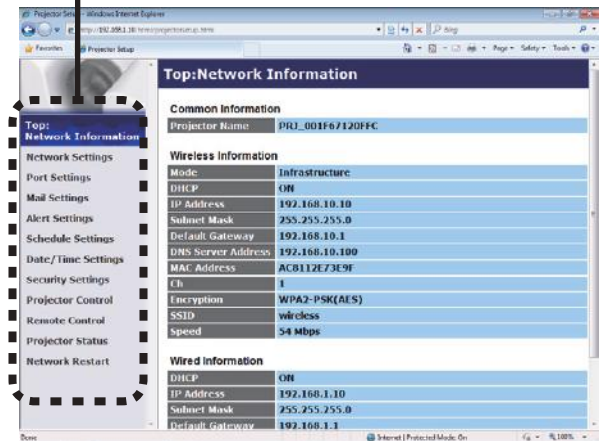 Projector Setup - Windows Internet Explorer
Bing
Favorites Projector Setup
Page Safety Tools
Top:Network Information
Common Information
Projector Name PRJ_001F67120FFC
Wireless Information
Mode Infrastructure
DHCP ON
IP Address 192.168.10.10
Subnet Mask 255.255.255.0
Default Gateway 192.168.10.1
DNS Server Address 192.168.10.100
MAC Address AC8112E73E9F
Ch 1
Encryption WPA2-PSK(AES)
SSID wireless
Speed 54 Mbps
Wired Information
DHCP ON
IP Address 192.168.1.10
Subnet Mask 255.255.255.0
Default Gateway 192.168.1.1
Top:
Network Information
Network Settings
Port Settings
Mail Settings
Alert Settings
Schedule Settings
Date/Time Settings
Security Settings
Projector Control
Remote Control
Projector Status
Network Restart
Done
Internet | Protected Mode: On
100%